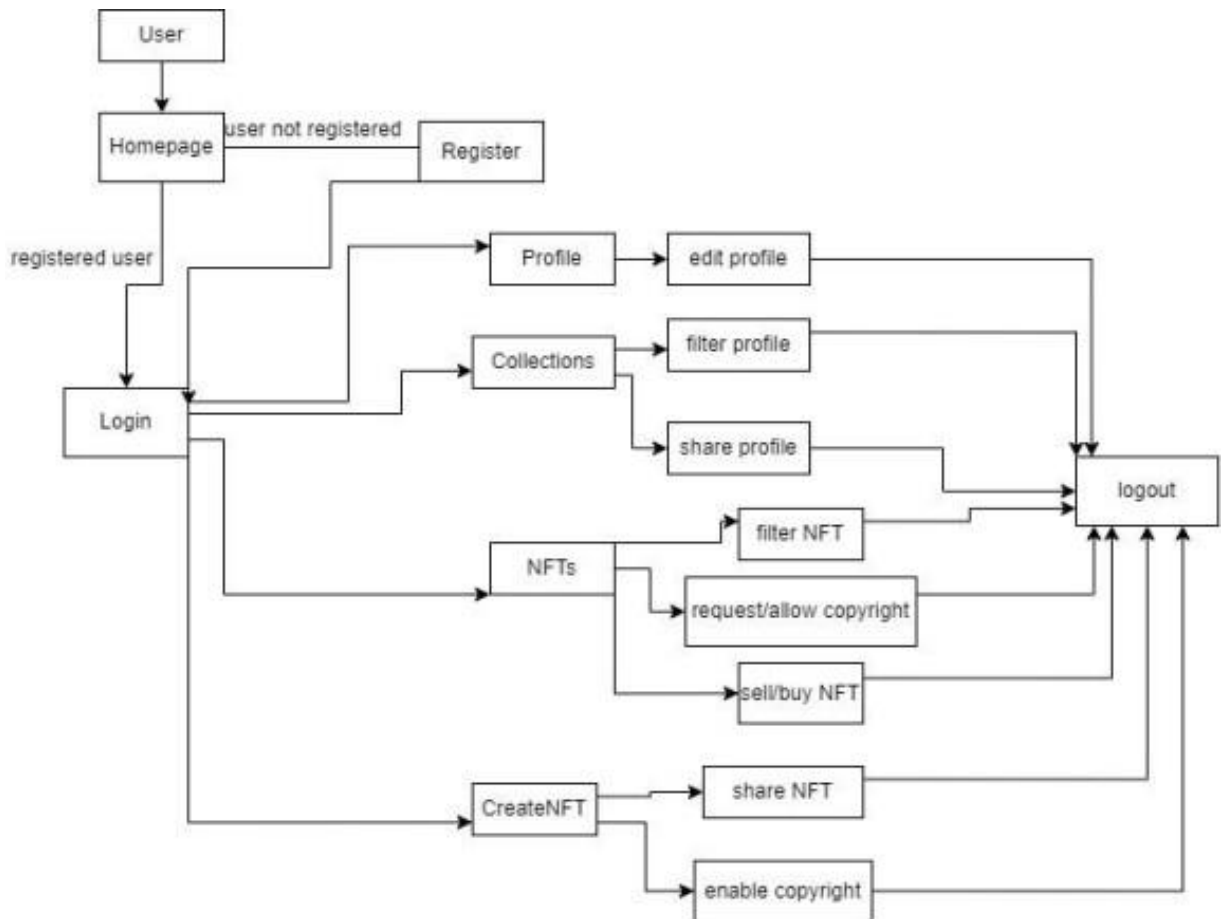 User
Homepage
user not registered
Register
registered user
Profile
edit profile
Collections
filter profile
share profile
Login
logout
NFTs
filter NFT
request/allow copyright
sell/buy NFT
CreateNFT
share NFT
enable copyright